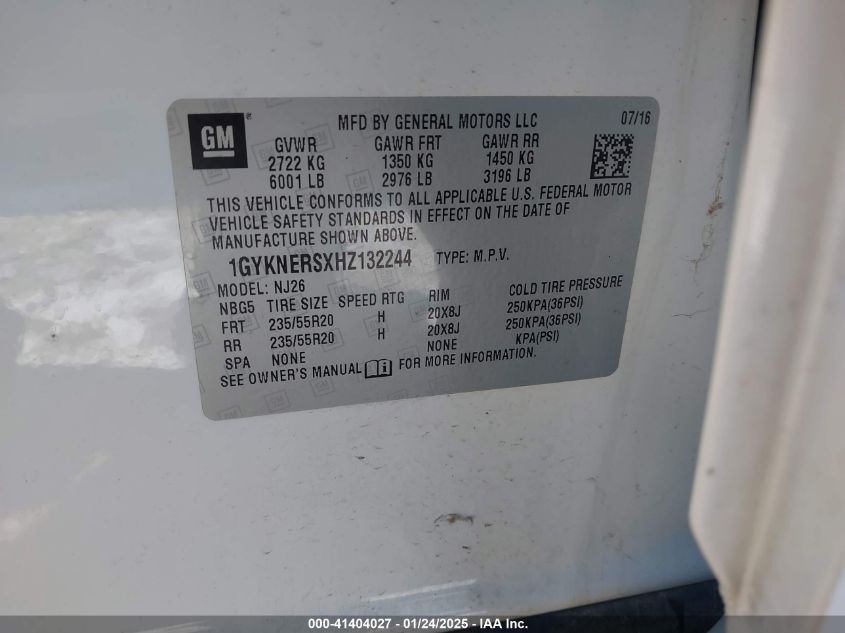 GM
MFD BY GENERAL MOTORS LLC 07/16
GVWR GAWR FRT GAWR RR
2722 KG 1350 KG 1450 KG
6001 LB 2976 LB 3196 LB
THIS VEHICLE CONFORMS TO ALL APPLICABLE U.S. FEDERAL MOTOR
VEHICLE SAFETY STANDARDS IN EFFECT ON THE DATE OF
MANUFACTURE SHOWN ABOVE.
1GYKNERSXHZ132244 TYPE: M.P.V.
MODEL: NJ26
NBG5 TIRE SIZE SPEED RTG RIM COLD TIRE PRESSURE
FRT 235/55R20 H 20X8J 250KPA(36PSI)
RR 235/55R20 H 20X8J 250KPA(36PSI)
SPA NONE NONE KPA(PSI)
SEE OWNER'S MANUAL FOR MORE INFORMATION.
000-41404027 - 01/24/2025 - IAA Inc.